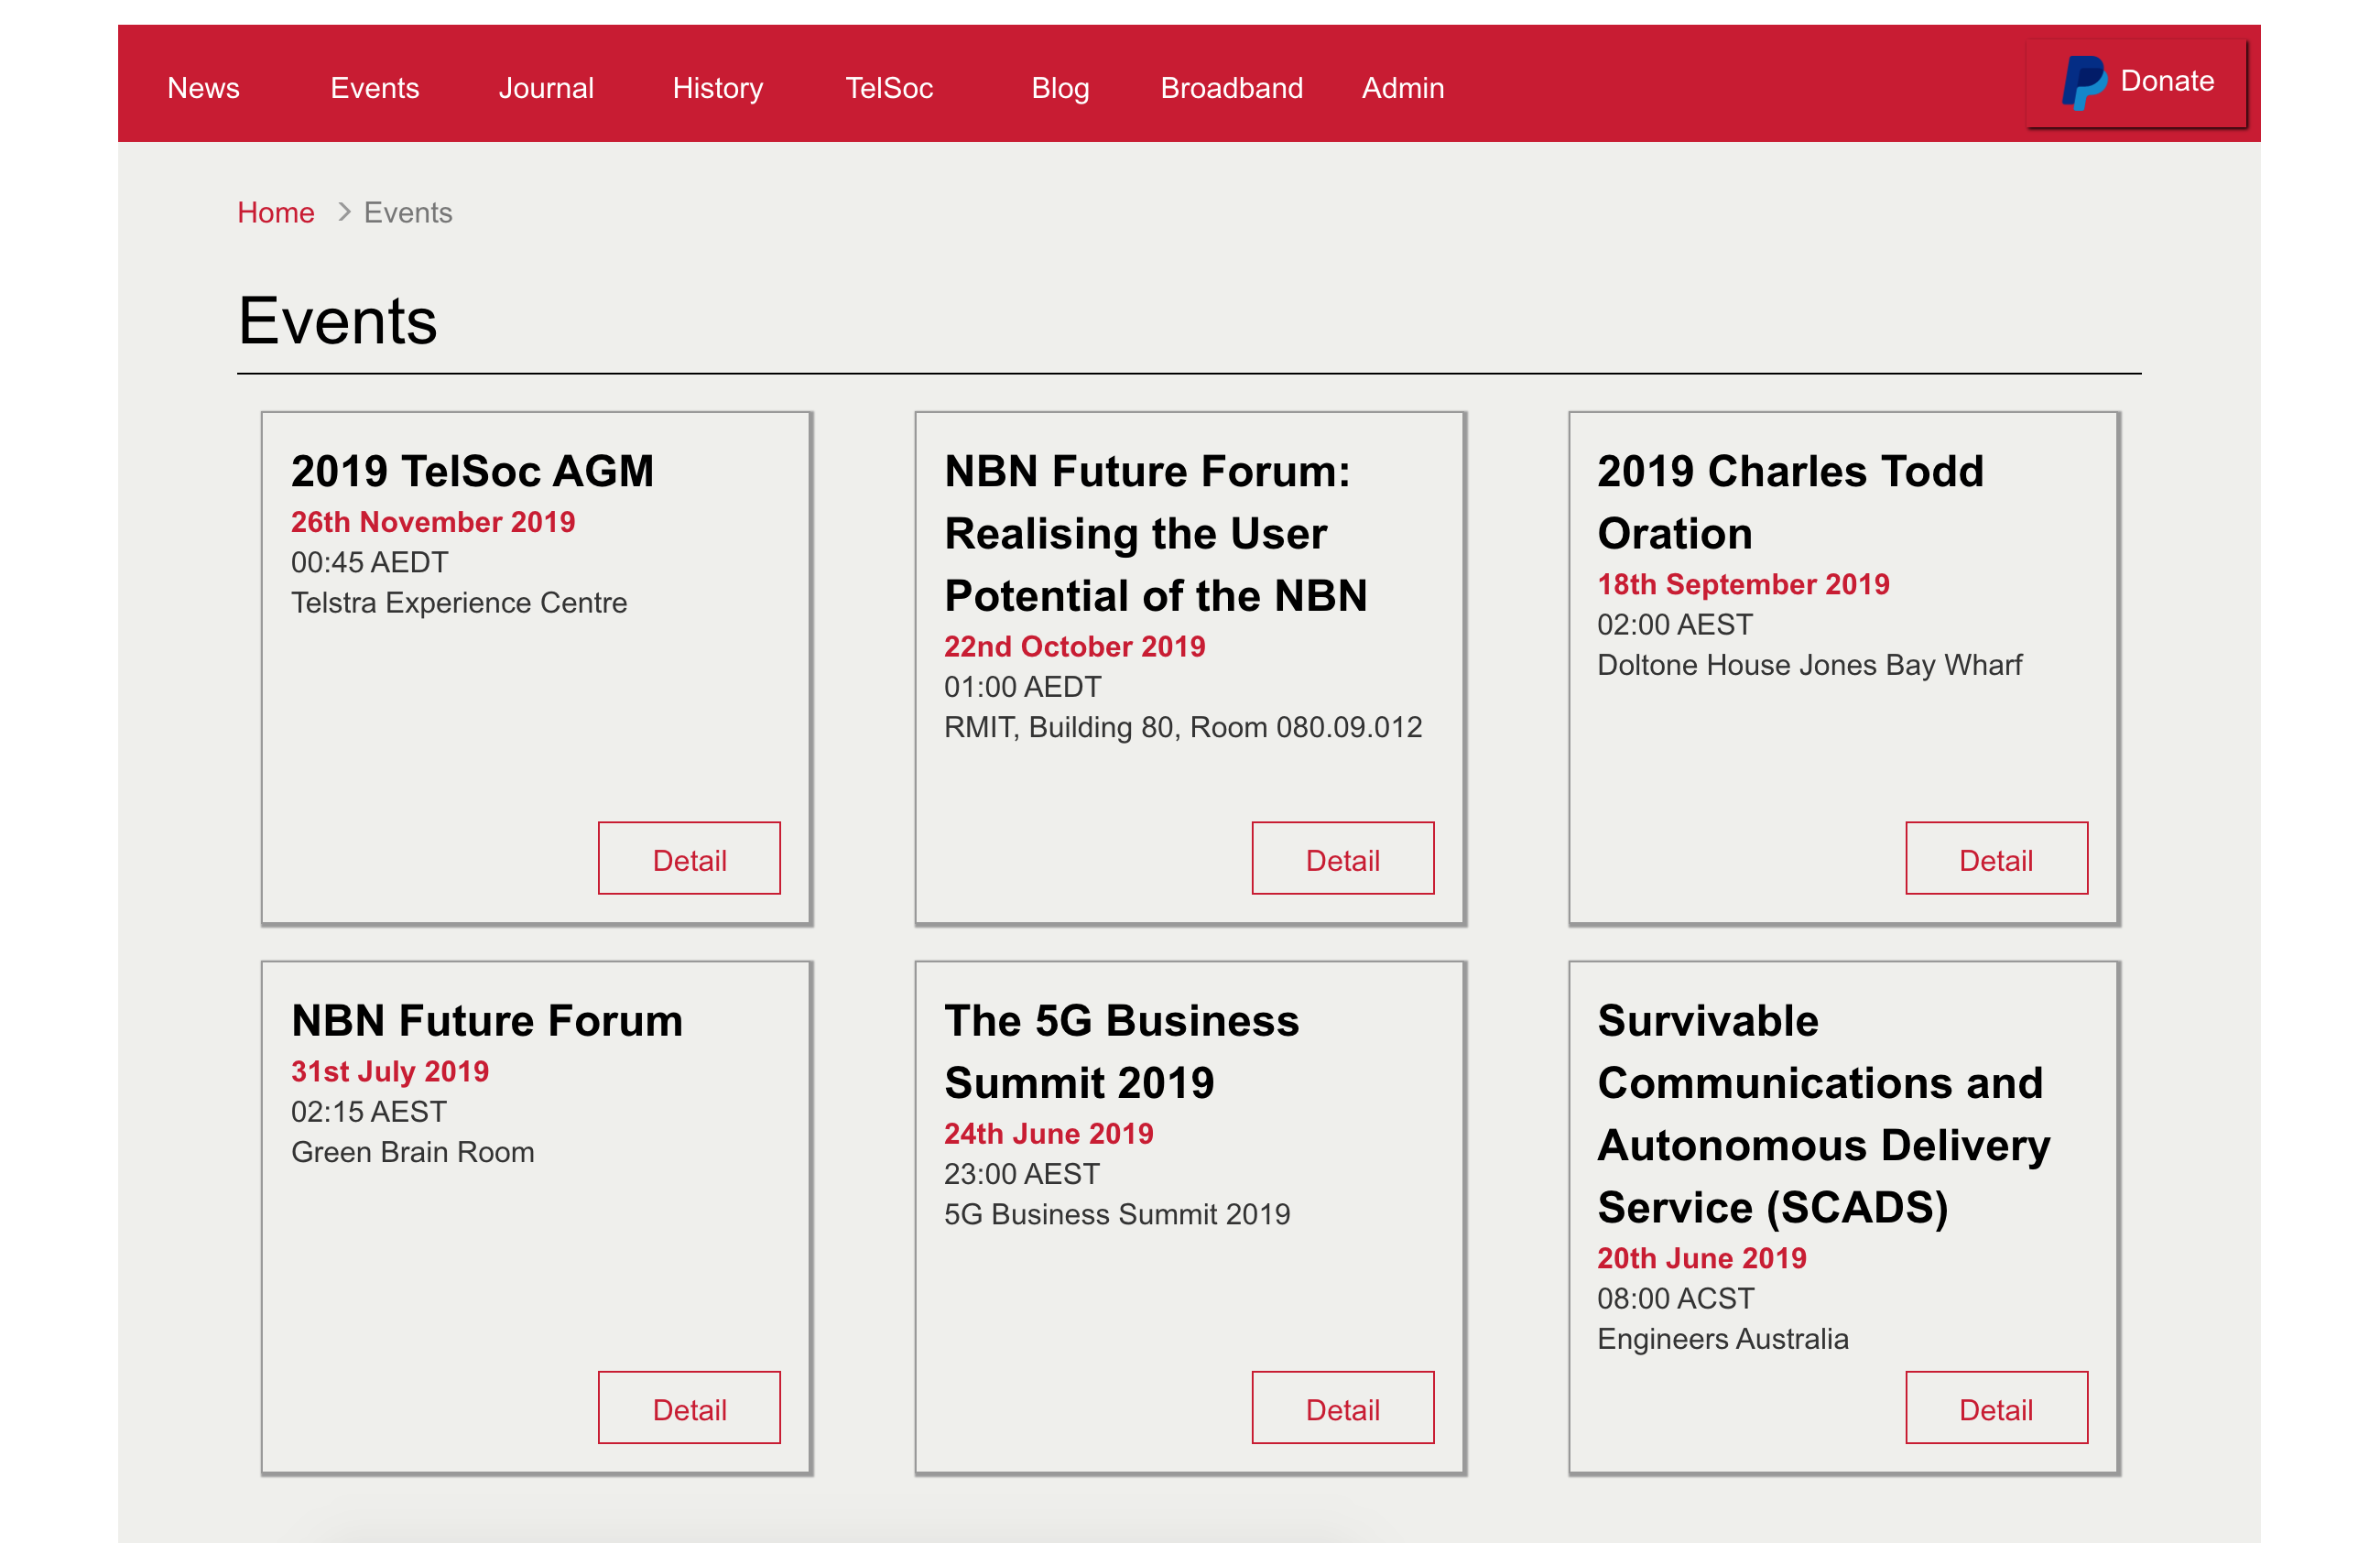 News Events Journal History TelSoc Blog Broadband Admin Donate
Home > Events
Events
2019 TelSoc AGM
26th November 2019
00:45 AEDT
Telstra Experience Centre
Detail
NBN Future Forum:
Realising the User
Potential of the NBN
22nd October 2019
01:00 AEDT
RMIT, Building 80, Room 080.09.012
Detail
2019 Charles Todd
Oration
18th September 2019
02:00 AEST
Doltone House Jones Bay Wharf
Detail
NBN Future Forum
31st July 2019
02:15 AEST
Green Brain Room
Detail
The 5G Business
Summit 2019
24th June 2019
23:00 AEST
5G Business Summit 2019
Detail
Survivable
Communications and
Autonomous Delivery
Service (SCADS)
20th June 2019
08:00 ACST
Engineers Australia
Detail